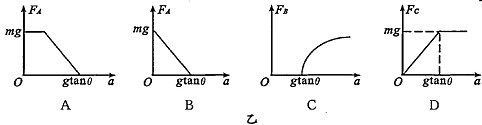 F_A F_A F_B F_C
mg mg mg
O gtanθ a O gtanθ a O gtanθ a O gtanθ a
A B C D
乙